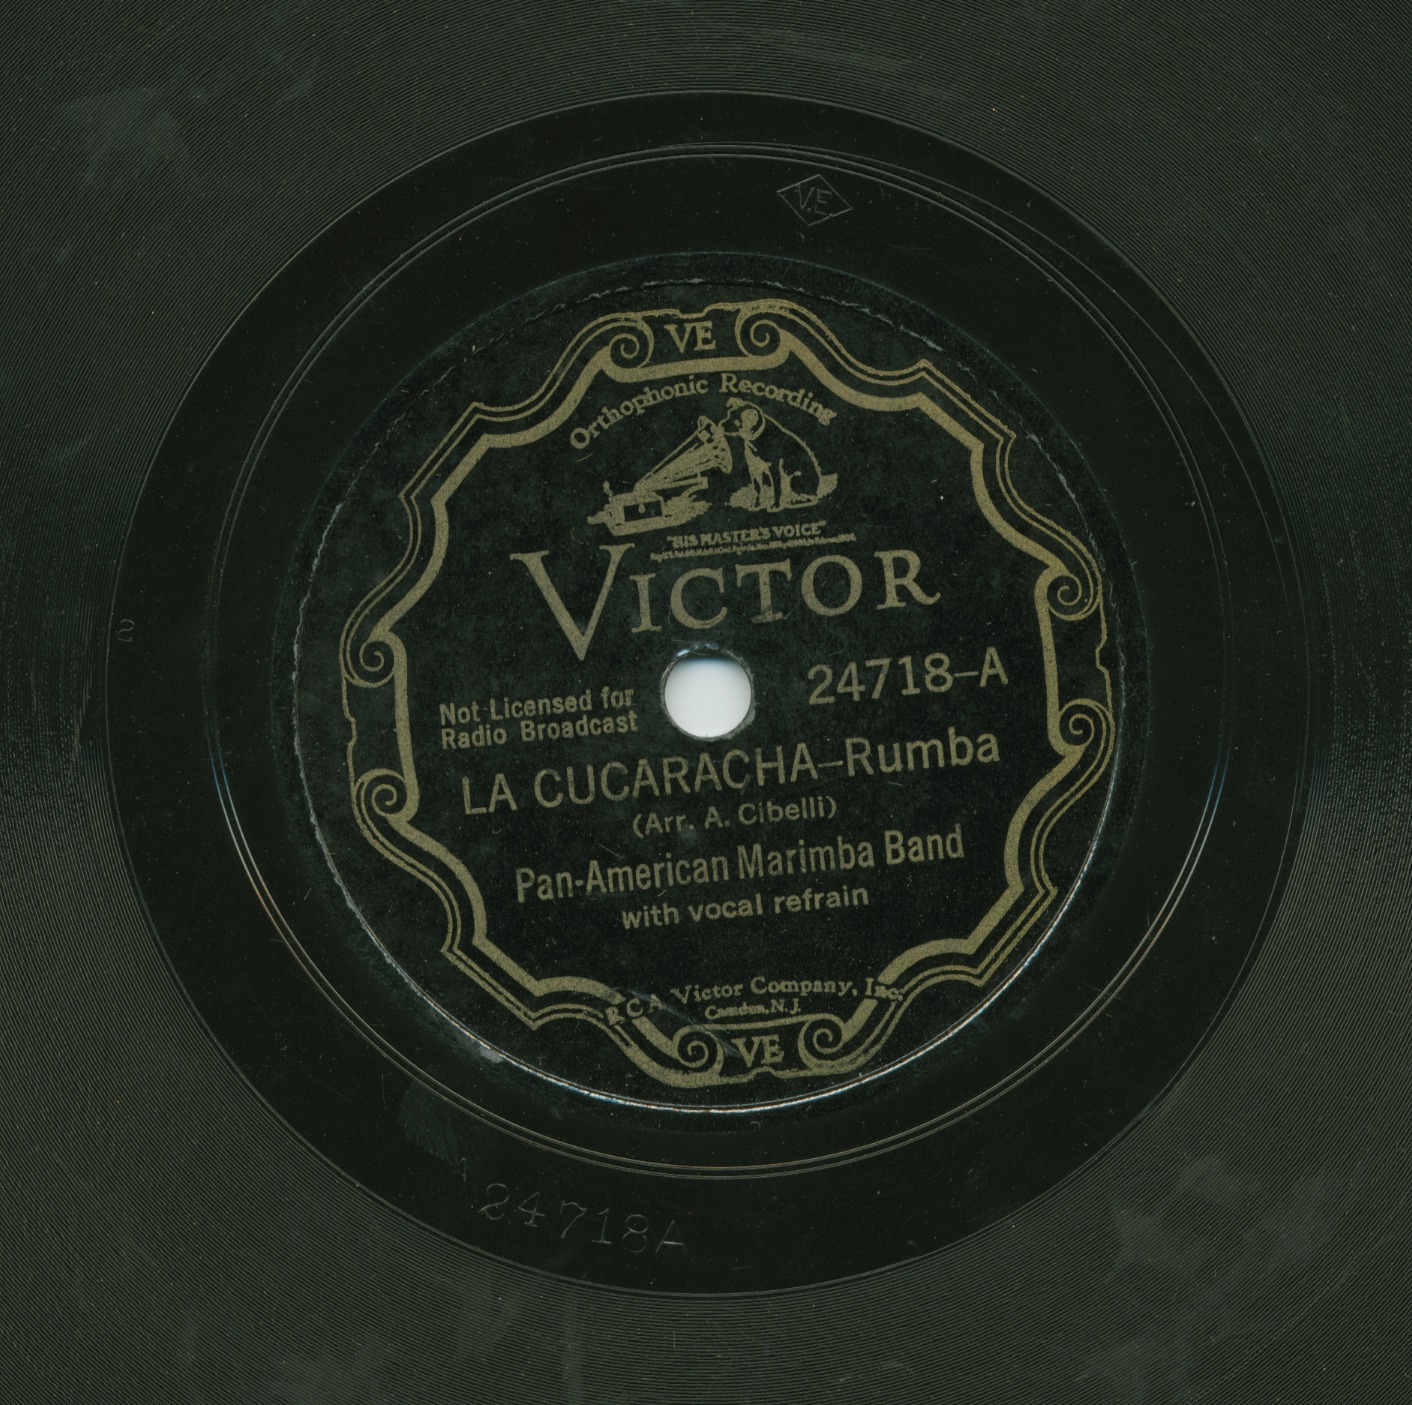 V.E
VE
Orthophonic Recording
"HIS MASTER'S VOICE"
VICTOR
24718-A
Not Licensed for
Radio Broadcast
LA CUCARACHA-Rumba
(Arr. A. Cibelli)
Pan-American Marimba Band
with vocal refrain
RCA Victor Company, Inc.
Camden, N.J.
VE
24718A